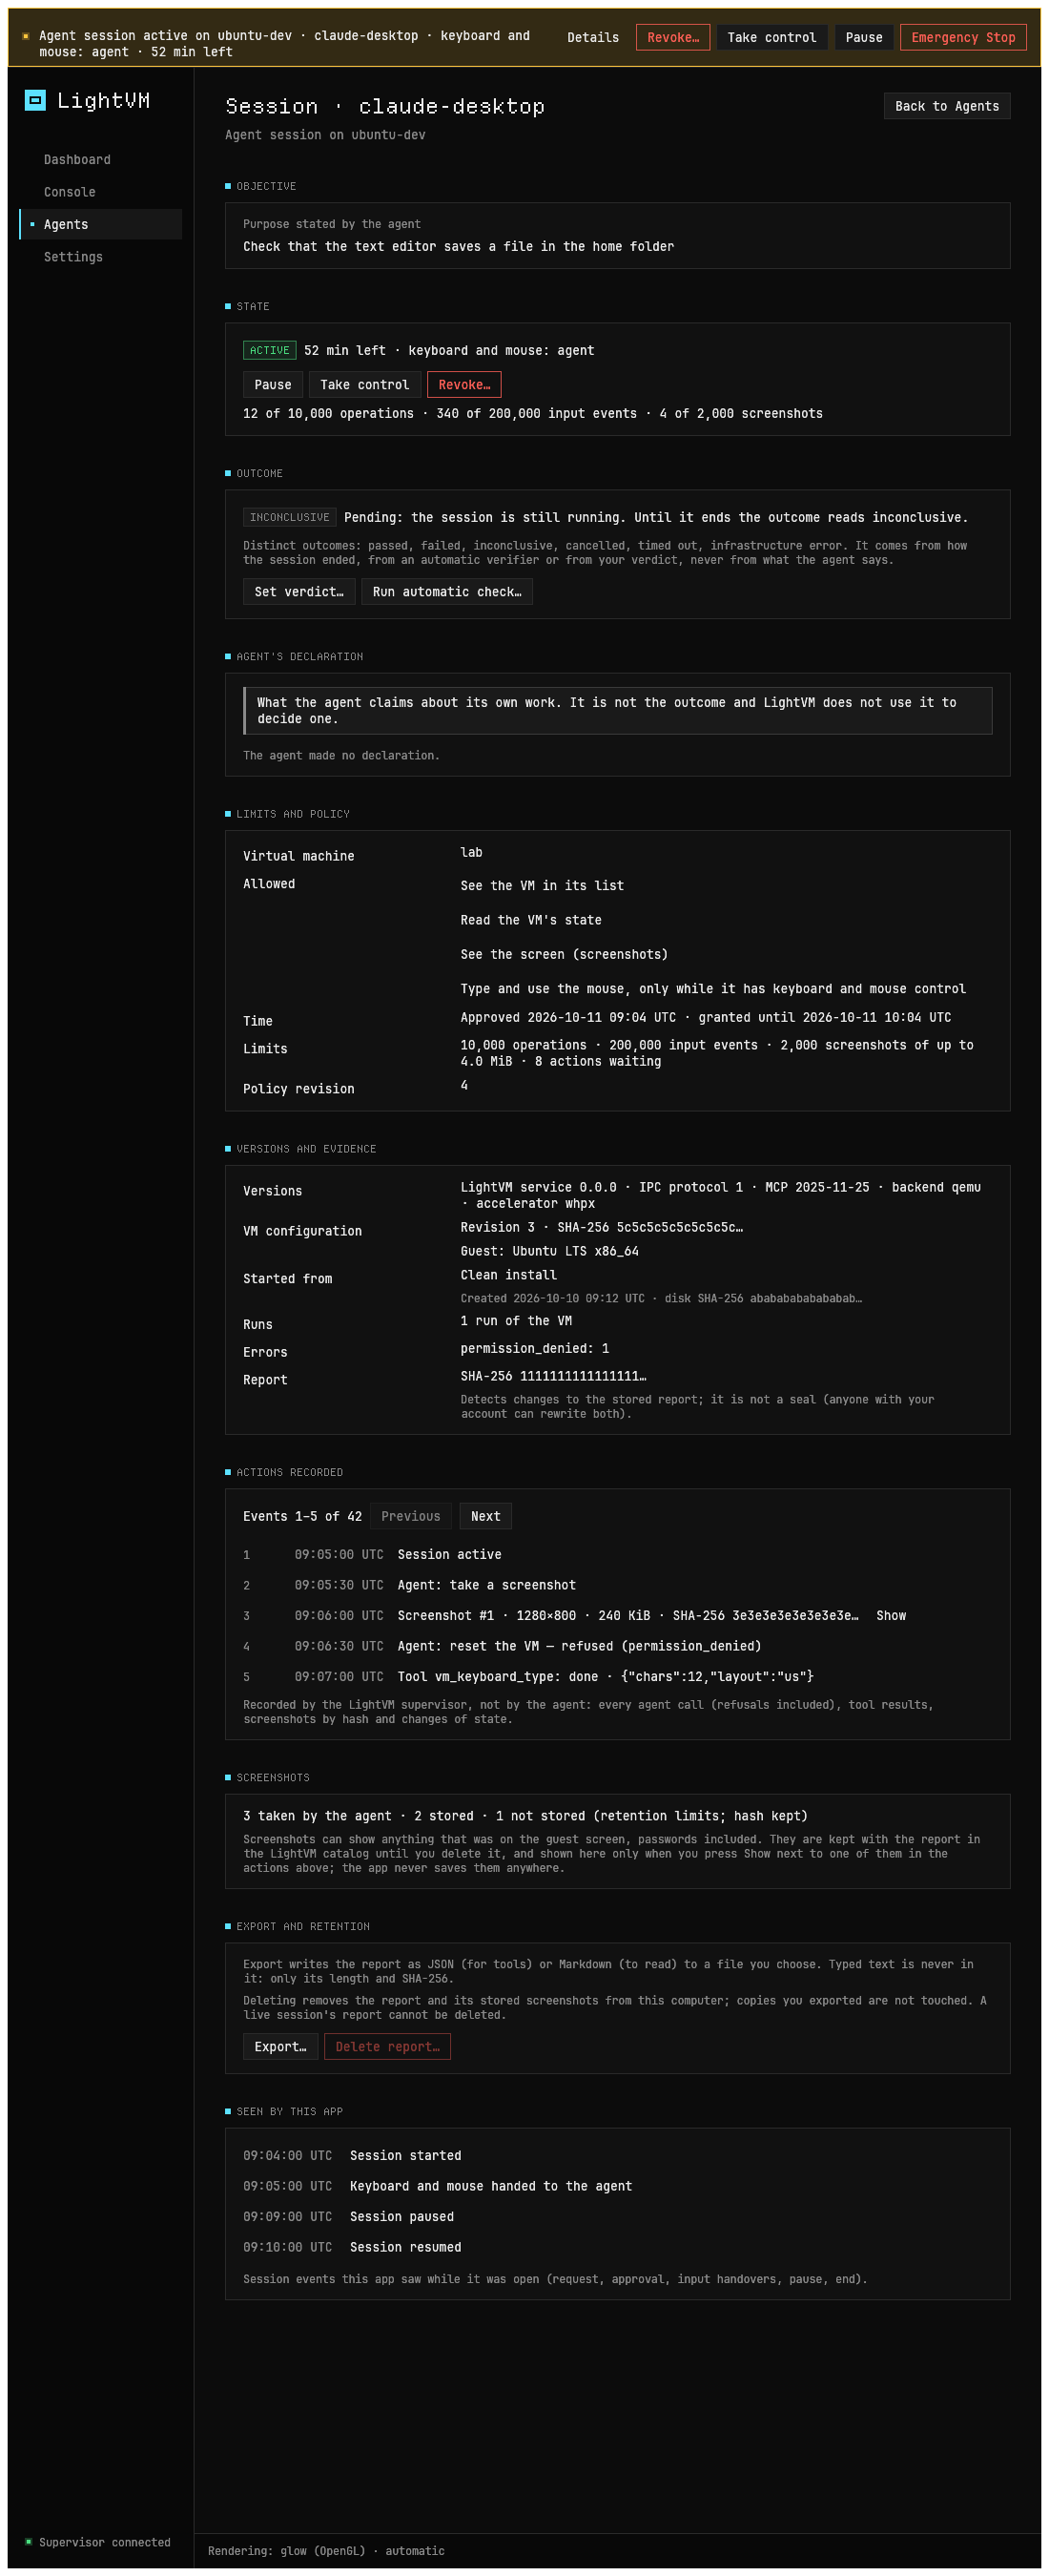 Agent session active on ubuntu-dev · claude-desktop · keyboard and
mouse: agent · 52 min left
Details
Revoke…
Take control
Pause
Emergency Stop
LightVM
Dashboard
Console
Agents
Settings
Session · claude-desktop
Back to Agents
Agent session on ubuntu-dev
OBJECTIVE
Purpose stated by the agent
Check that the text editor saves a file in the home folder
STATE
ACTIVE 52 min left · keyboard and mouse: agent
Pause
Take control
Revoke…
12 of 10,000 operations · 340 of 200,000 input events · 4 of 2,000 screenshots
OUTCOME
INCONCLUSIVE Pending: the session is still running. Until it ends the outcome reads inconclusive.
Distinct outcomes: passed, failed, inconclusive, cancelled, timed out, infrastructure error. It comes from how
the session ended, from an automatic verifier or from your verdict, never from what the agent says.
Set verdict…
Run automatic check…
AGENT'S DECLARATION
What the agent claims about its own work. It is not the outcome and LightVM does not use it to
decide one.
The agent made no declaration.
LIMITS AND POLICY
Virtual machine
lab
Allowed
See the VM in its list
Read the VM's state
See the screen (screenshots)
Type and use the mouse, only while it has keyboard and mouse control
Time
Approved 2026-10-11 09:04 UTC · granted until 2026-10-11 10:04 UTC
Limits
10,000 operations · 200,000 input events · 2,000 screenshots of up to
4.0 MiB · 8 actions waiting
Policy revision
4
VERSIONS AND EVIDENCE
Versions
LightVM service 0.0.0 · IPC protocol 1 · MCP 2025-11-25 · backend qemu
· accelerator whpx
VM configuration
Revision 3 · SHA-256 5c5c5c5c5c5c5c5c…
Guest: Ubuntu LTS x86_64
Started from
Clean install
Created 2026-10-10 09:12 UTC · disk SHA-256 abababababababab…
Runs
1 run of the VM
Errors
permission_denied: 1
Report
SHA-256 1111111111111111…
Detects changes to the stored report; it is not a seal (anyone with your
account can rewrite both).
ACTIONS RECORDED
Events 1–5 of 42
Previous
Next
1 09:05:00 UTC Session active
2 09:05:30 UTC Agent: take a screenshot
3 09:06:00 UTC Screenshot #1 · 1280×800 · 240 KiB · SHA-256 3e3e3e3e3e3e3e3e… Show
4 09:06:30 UTC Agent: reset the VM — refused (permission_denied)
5 09:07:00 UTC Tool vm_keyboard_type: done · {"chars":12,"layout":"us"}
Recorded by the LightVM supervisor, not by the agent: every agent call (refusals included), tool results,
screenshots by hash and changes of state.
SCREENSHOTS
3 taken by the agent · 2 stored · 1 not stored (retention limits; hash kept)
Screenshots can show anything that was on the guest screen, passwords included. They are kept with the report in
the LightVM catalog until you delete it, and shown here only when you press Show next to one of them in the
actions above; the app never saves them anywhere.
EXPORT AND RETENTION
Export writes the report as JSON (for tools) or Markdown (to read) to a file you choose. Typed text is never in
it: only its length and SHA-256.
Deleting removes the report and its stored screenshots from this computer; copies you exported are not touched. A
live session's report cannot be deleted.
Export…
Delete report…
SEEN BY THIS APP
09:04:00 UTC Session started
09:05:00 UTC Keyboard and mouse handed to the agent
09:09:00 UTC Session paused
09:10:00 UTC Session resumed
Session events this app saw while it was open (request, approval, input handovers, pause, end).
Supervisor connected
Rendering: glow (OpenGL) · automatic